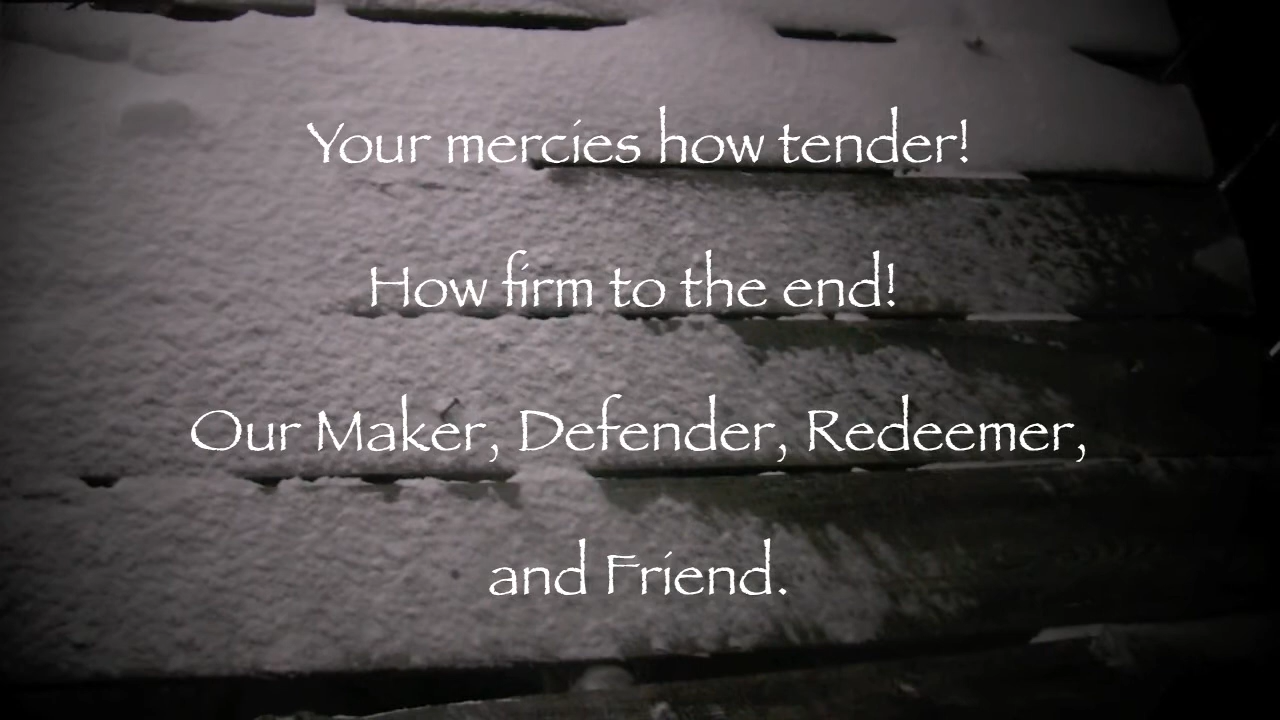 Your mercies how tender!
How firm to the end!
Our Maker, Defender, Redeemer,
and Friend.